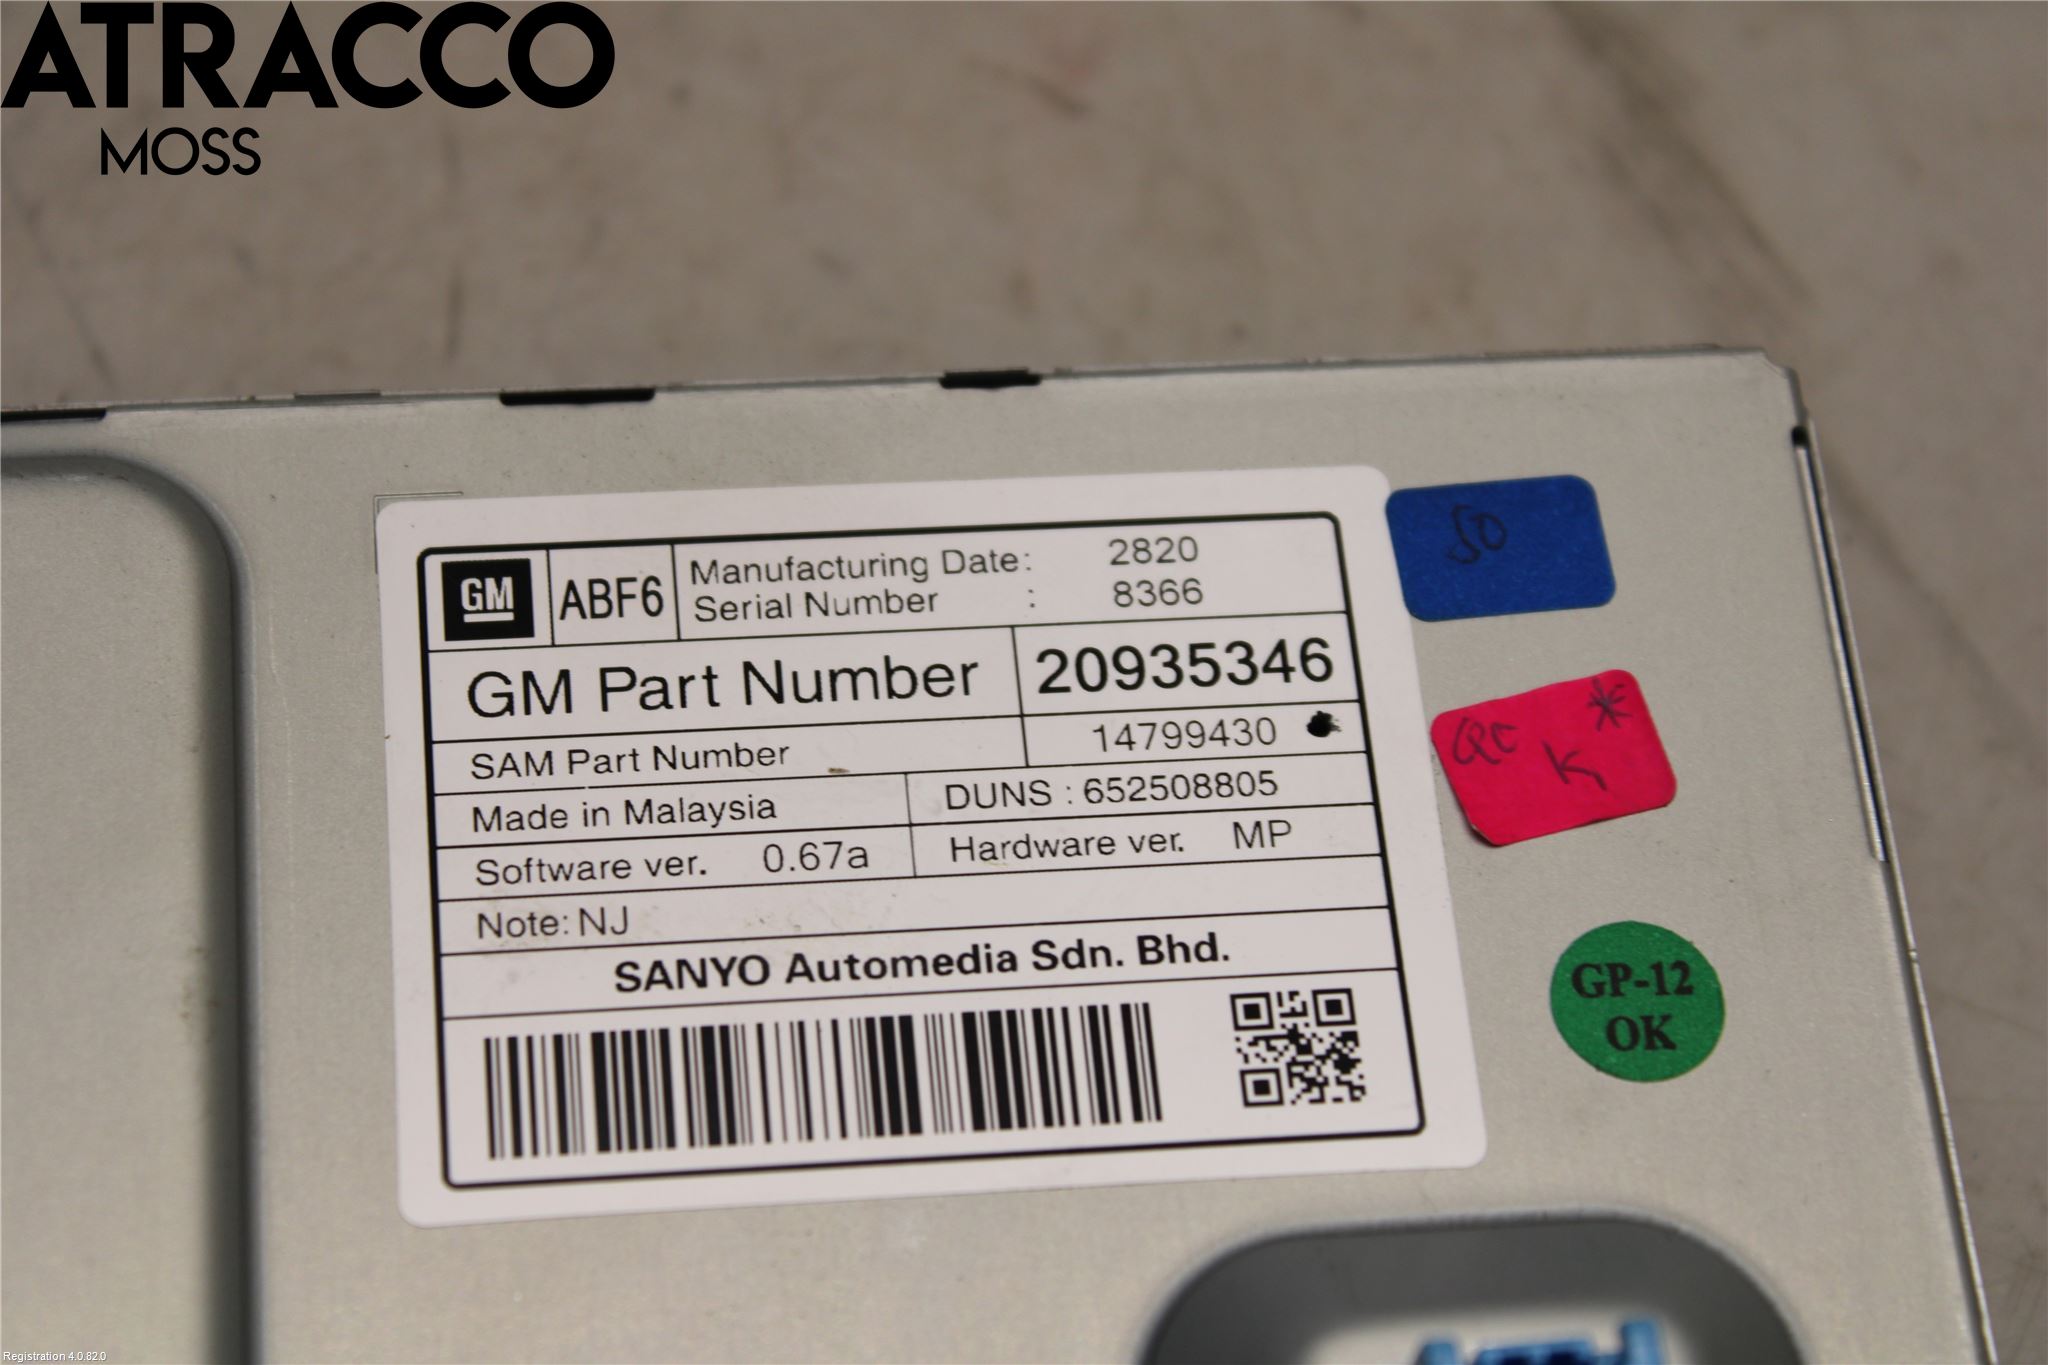 ATRACCO
MOSS
GM
ABF6
Manufacturing Date: 2820
Serial Number : 8366
GM Part Number 20935346
SAM Part Number 14799430
Made in Malaysia DUNS : 652508805
Software ver. 0.67a Hardware ver. MP
Note: NJ
SANYO Automedia Sdn. Bhd.
50
QC K *
GP-12
OK
Registration 4.0.82.0